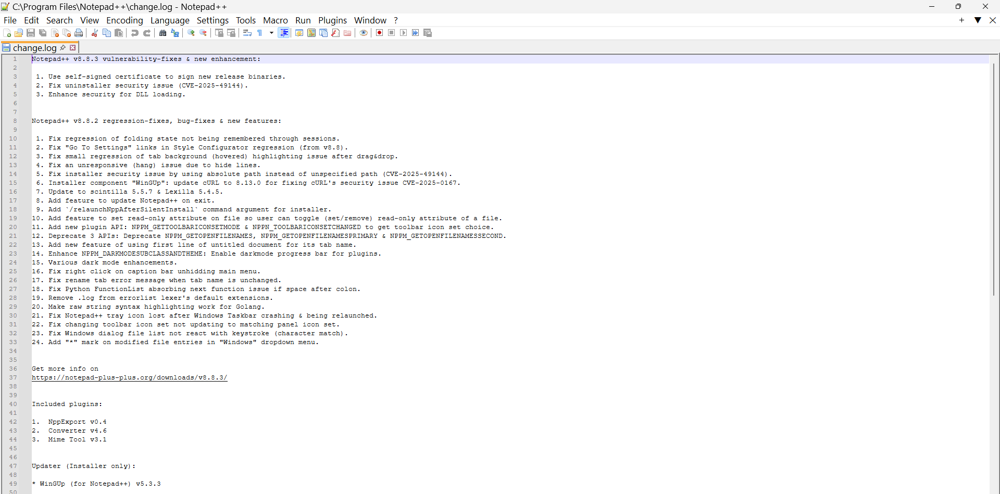 C:\Program Files\Notepad++\change.log - Notepad++
File Edit Search View Encoding Language Settings Tools Macro Run Plugins Window ?
change.log
1 Notepad++ v8.8.3 vulnerability-fixes & new enhancement:
2
3 1. Use self-signed certificate to sign new release binaries.
4 2. Fix uninstaller security issue (CVE-2025-49144).
5 3. Enhance security for DLL loading.
6
7
8 Notepad++ v8.8.2 regression-fixes, bug-fixes & new features:
9
10 1. Fix regression of folding state not being remembered through sessions.
11 2. Fix "Go To Settings" links in Style Configurator regression (from v8.8).
12 3. Fix small regression of tab background (hovered) highlighting issue after drag&drop.
13 4. Fix an unresponsive (hang) issue due to hide lines.
14 5. Fix installer security issue by using absolute path instead of unspecified path (CVE-2025-49144).
15 6. Installer component "WinGUp": update cURL to 8.13.0 for fixing cURL's security issue CVE-2025-0167.
16 7. Update to scintilla 5.5.7 & Lexilla 5.4.5.
17 8. Add feature to update Notepad++ on exit.
18 9. Add `/relaunchNppAfterSilentInstall` command argument for installer.
19 10. Add feature to set read-only attribute on file so user can toggle (set/remove) read-only attribute of a file.
20 11. Add new plugin API: NPPM_GETTOOLBARICONSETMODE & NPPN_TOOLBARICONSETCHANGED to get toolbar icon set choice.
21 12. Deprecate 3 APIs: Deprecate NPPM_GETOPENFILENAMES, NPPM_GETOPENFILENAMESPRIMARY & NPPM_GETOPENFILENAMESSECOND.
22 13. Add new feature of using first line of untitled document for its tab name.
23 14. Enhance NPPM_DARKMODESUBCLASSANDTHEME: Enable darkmode progress bar for plugins.
24 15. Various dark mode enhancements.
25 16. Fix right click on caption bar unhidding main menu.
26 17. Fix rename tab error message when tab name is unchanged.
27 18. Fix Python FunctionList absorbing next function issue if space after colon.
28 19. Remove .log from errorlist lexer's default extensions.
29 20. Make raw string syntax highlighting work for Golang.
30 21. Fix Notepad++ tray icon lost after Windows Taskbar crashing & being relaunched.
31 22. Fix changing toolbar icon set not updating to matching panel icon set.
32 23. Fix Windows dialog file list not react with keystroke (character match).
33 24. Add "*" mark on modified file entries in "Windows" dropdown menu.
34
35
36 Get more info on
37 https://notepad-plus-plus.org/downloads/v8.8.3/
38
39
40 Included plugins:
41
42 1. NppExport v0.4
43 2. Converter v4.6
44 3. Mime Tool v3.1
45
46
47 Updater (Installer only):
48
49 * WinGUp (for Notepad++) v5.3.3
50